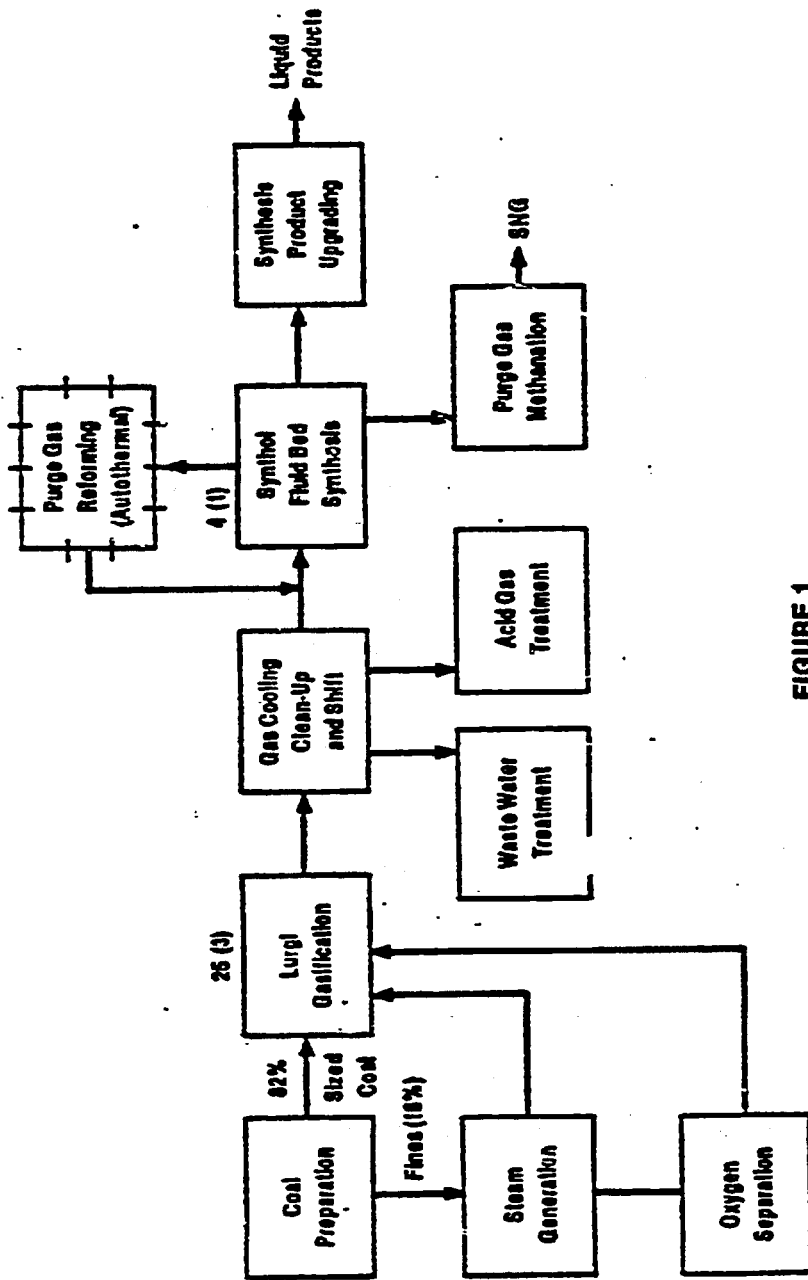 Coal
Preparation
82%
Sized
Coal
Fines (18%)
Steam
Generation
Oxygen
Separation
26 (3)
Lurgi
Gasification
Gas Cooling
Clean-Up
and Shift
Waste Water
Treatment
Acid Gas
Treatment
Purge Gas
Reforming
(Autothermal)
4 (1)
Synthol
Fluid Bed
Synthesis
Purge Gas
Methanation
SNG
Synthesis
Product
Upgrading
Liquid
Products
FIGURE 1